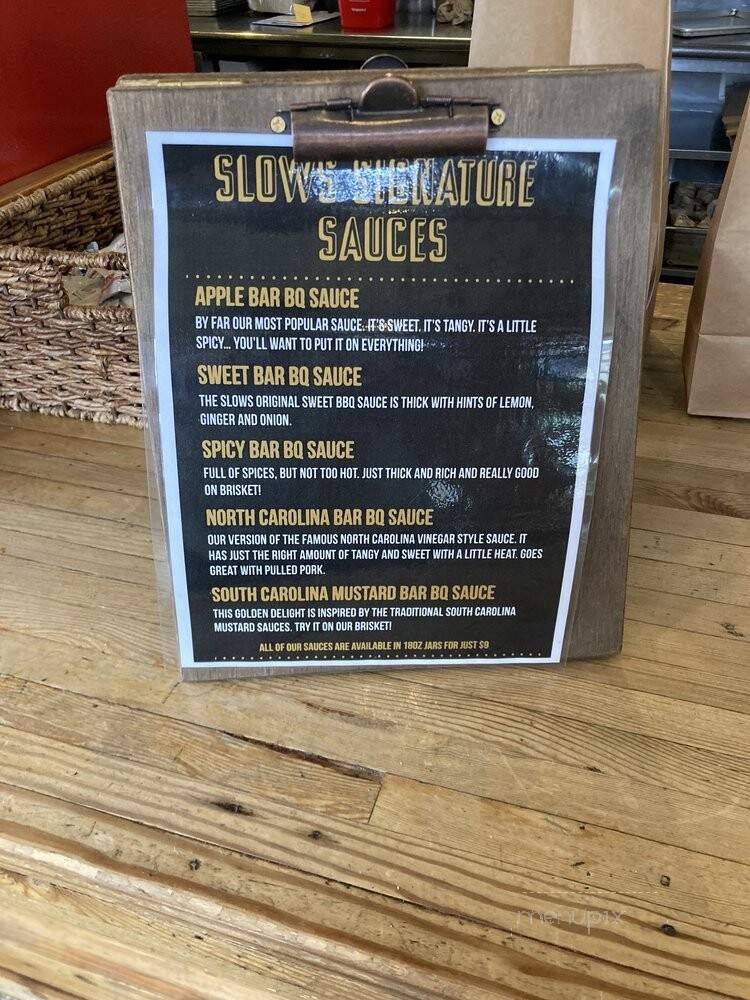 SLOWS SIGNATURE
SAUCES
APPLE BAR BQ SAUCE
BY FAR OUR MOST POPULAR SAUCE. IT'S SWEET. IT'S TANGY. IT'S A LITTLE
SPICY... YOU'LL WANT TO PUT IT ON EVERYTHING!
SWEET BAR BQ SAUCE
THE SLOWS ORIGINAL SWEET BBQ SAUCE IS THICK WITH HINTS OF LEMON,
GINGER AND ONION.
SPICY BAR BQ SAUCE
FULL OF SPICES, BUT NOT TOO HOT. JUST THICK AND RICH AND REALLY GOOD
ON BRISKET!
NORTH CAROLINA BAR BQ SAUCE
OUR VERSION OF THE FAMOUS NORTH CAROLINA VINEGAR STYLE SAUCE. IT
HAS JUST THE RIGHT AMOUNT OF TANGY AND SWEET WITH A LITTLE HEAT. GOES
GREAT WITH PULLED PORK.
SOUTH CAROLINA MUSTARD BAR BQ SAUCE
THIS GOLDEN DELIGHT IS INSPIRED BY THE TRADITIONAL SOUTH CAROLINA
MUSTARD SAUCES. TRY IT ON OUR BRISKET!
ALL OF OUR SAUCES ARE AVAILABLE IN 18OZ JARS FOR JUST $9
menupix